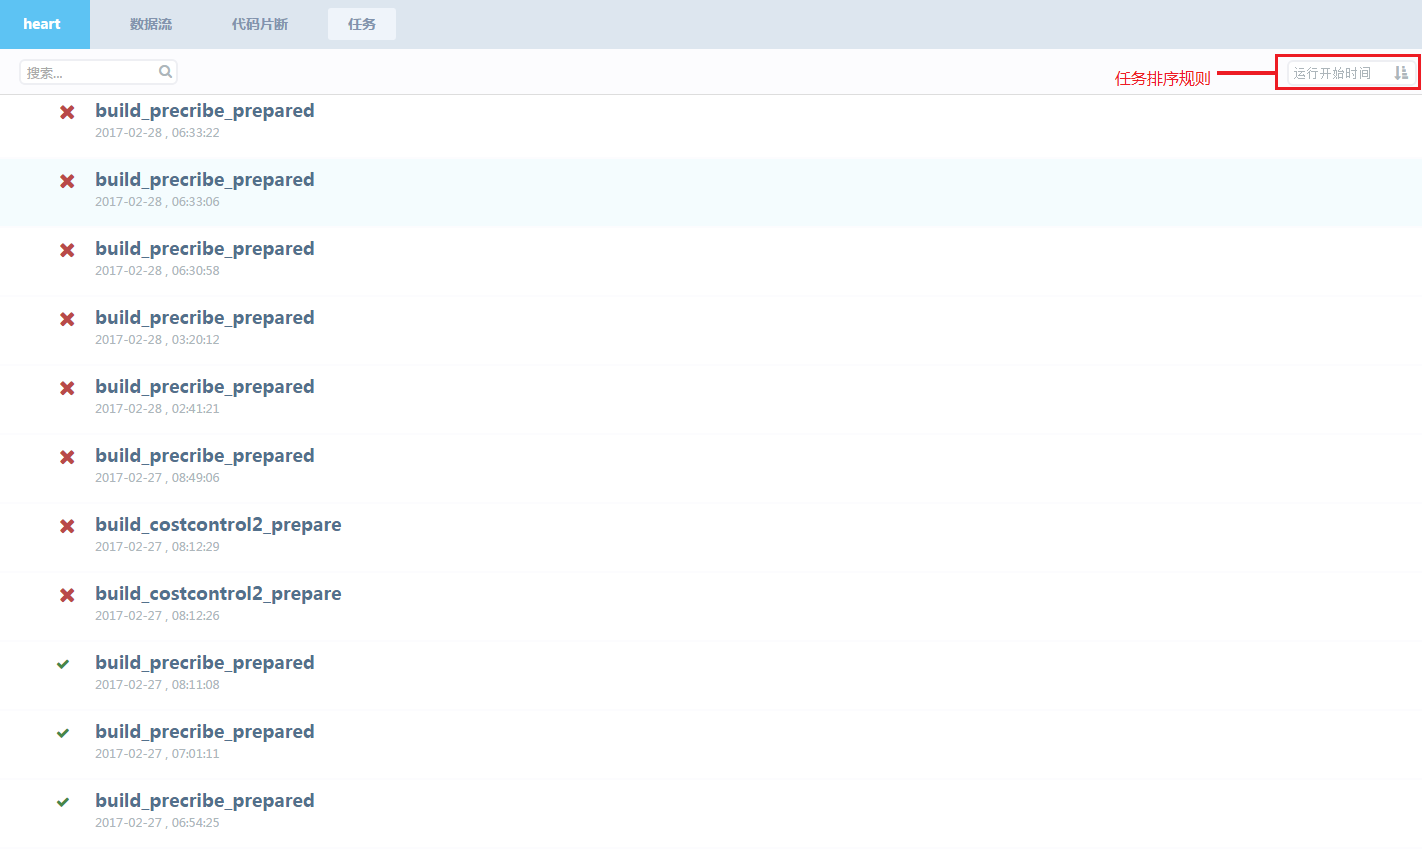 heart 数据流 代码片断 任务
搜索... 任务排序规则 运行开始时间
build_precribe_prepared
2017-02-28 , 06:33:22
build_precribe_prepared
2017-02-28 , 06:33:06
build_precribe_prepared
2017-02-28 , 06:30:58
build_precribe_prepared
2017-02-28 , 03:20:12
build_precribe_prepared
2017-02-28 , 02:41:21
build_precribe_prepared
2017-02-27 , 08:49:06
build_costcontrol2_prepare
2017-02-27 , 08:12:29
build_costcontrol2_prepare
2017-02-27 , 08:12:26
build_precribe_prepared
2017-02-27 , 08:11:08
build_precribe_prepared
2017-02-27 , 07:01:11
build_precribe_prepared
2017-02-27 , 06:54:25